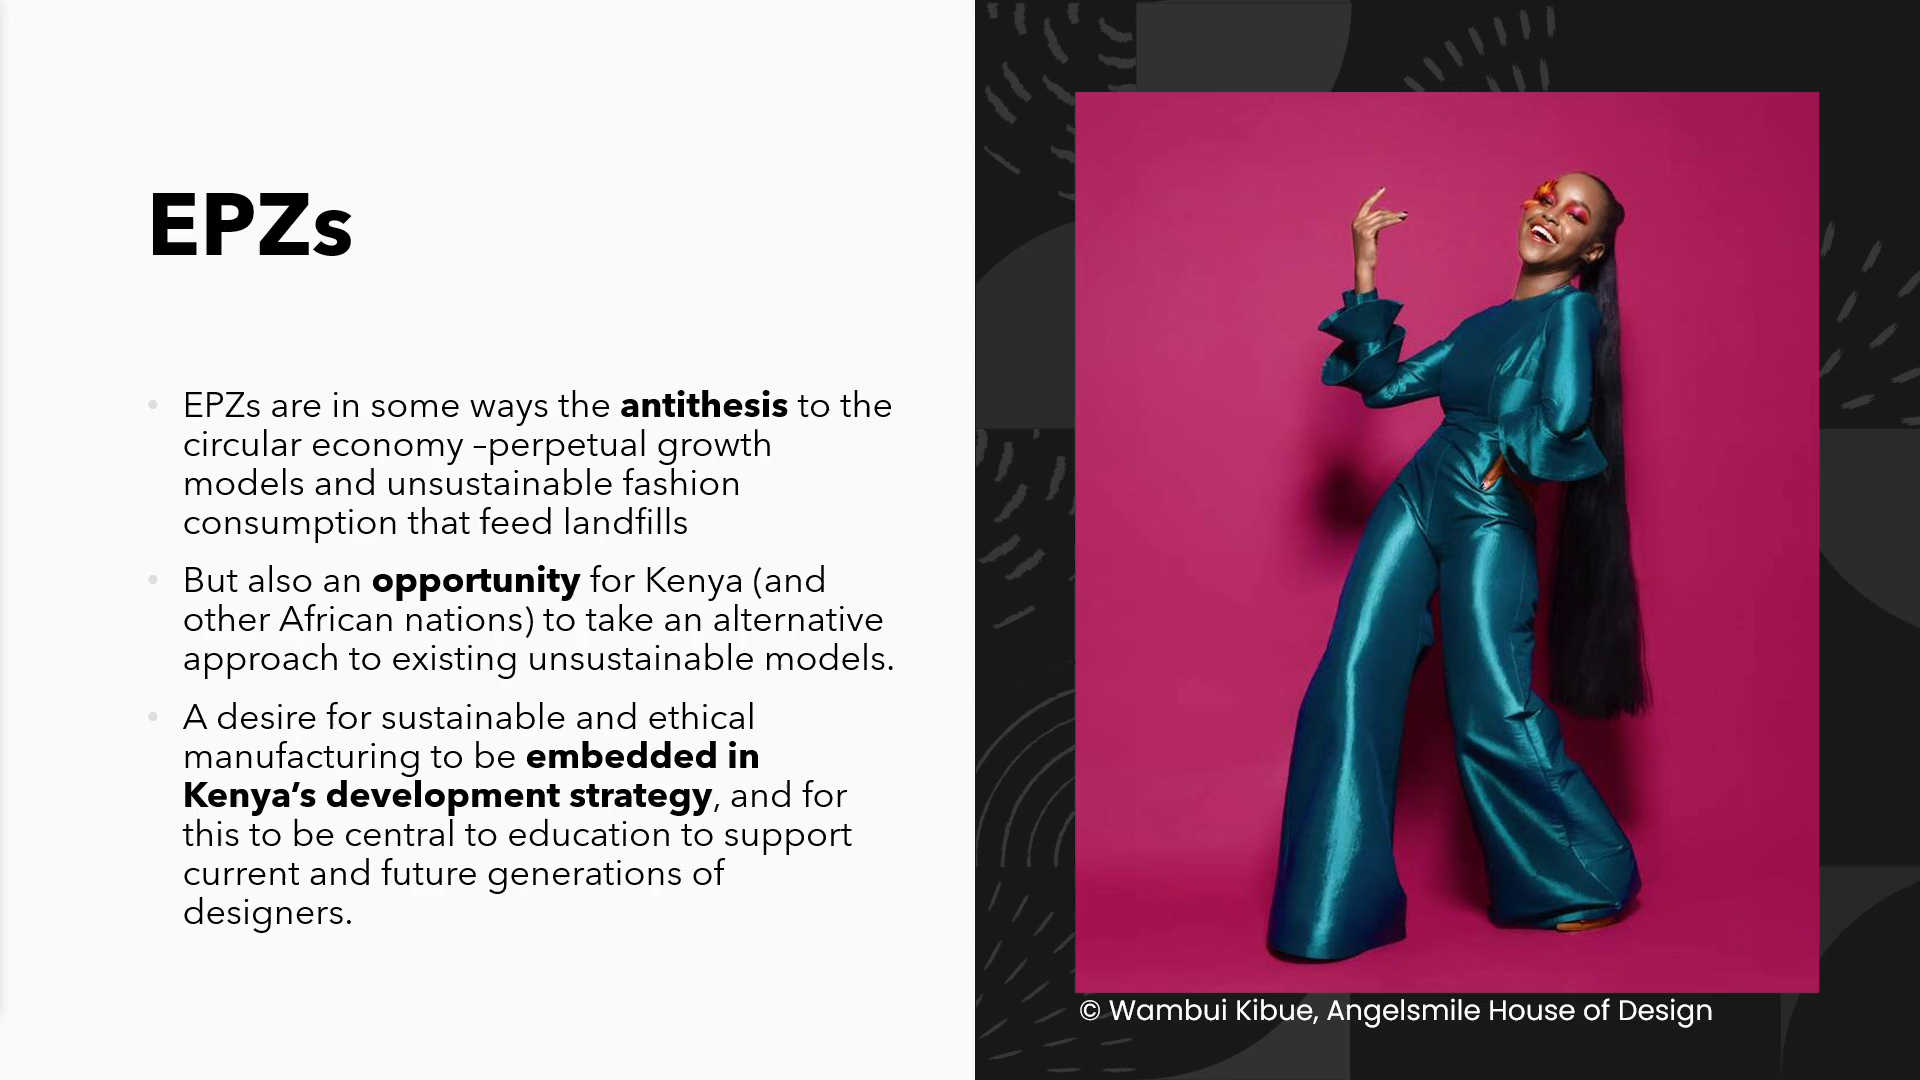 EPZs
• EPZs are in some ways the antithesis to the
circular economy –perpetual growth
models and unsustainable fashion
consumption that feed landfills
• But also an opportunity for Kenya (and
other African nations) to take an alternative
approach to existing unsustainable models.
• A desire for sustainable and ethical
manufacturing to be embedded in
Kenya’s development strategy, and for
this to be central to education to support
current and future generations of
designers.
© Wambui Kibue, Angelsmile House of Design